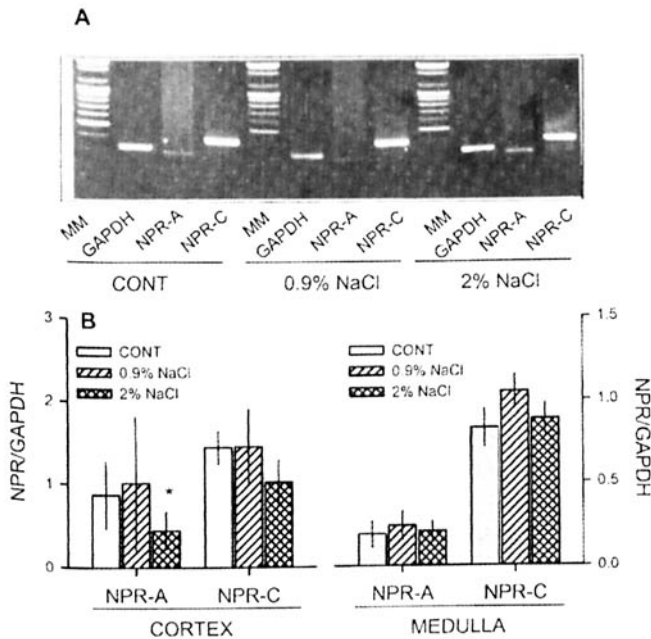 A
MM GAPDH NPR-A NPR-C MM GAPDH NPR-A NPR-C MM GAPDH NPR-A NPR-C
CONT 0.9% NaCl 2% NaCl
B
3
2
1
0
NPR/GAPDH
CONT
0.9% NaCl
2% NaCl
*
NPR-A NPR-C
CORTEX
CONT
0.9% NaCl
2% NaCl
NPR-A NPR-C
MEDULLA
1.5
1.0
0.5
0.0
NPR/GAPDH